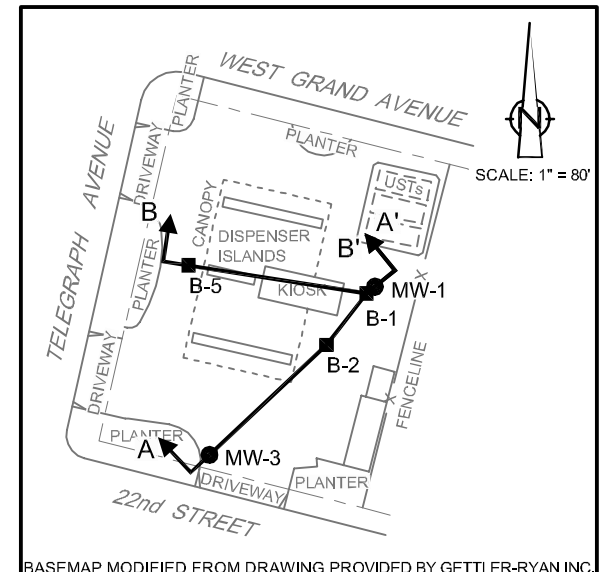 WEST GRAND AVENUE
PLANTER
PLANTER
N
SCALE: 1" = 80'
TELEGRAPH AVENUE
DRIVEWAY
USTs
A'
B
CANOPY
DISPENSER
ISLANDS
B'
PLANTER
B-5
KIOSK
MW-1
B-1
X
B-2
FENCELINE
DRIVEWAY
X
PLANTER
A
MW-3
DRIVEWAY
PLANTER
22nd STREET
BASEMAP MODIFIED FROM DRAWING PROVIDED BY GETTLER-RYAN INC.